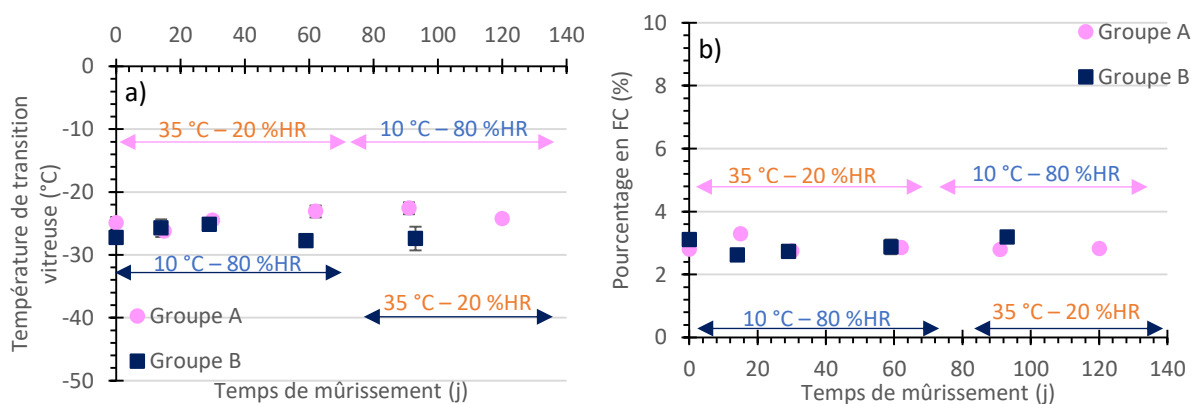 0 20 40 60 80 100 120 140
0
-10
-20
-30
-40
-50
Température de transition
vitreuse (°C)
a)
35 °C – 20 %HR
10 °C – 80 %HR
10 °C – 80 %HR
35 °C – 20 %HR
Groupe A
Groupe B
Temps de mûrissement (j)
10
8
6
4
2
0
Pourcentage en FC (%)
b)
Groupe A
Groupe B
35 °C – 20 %HR
10 °C – 80 %HR
10 °C – 80 %HR
35 °C – 20 %HR
0 20 40 60 80 100 120 140
Temps de mûrissement (j)